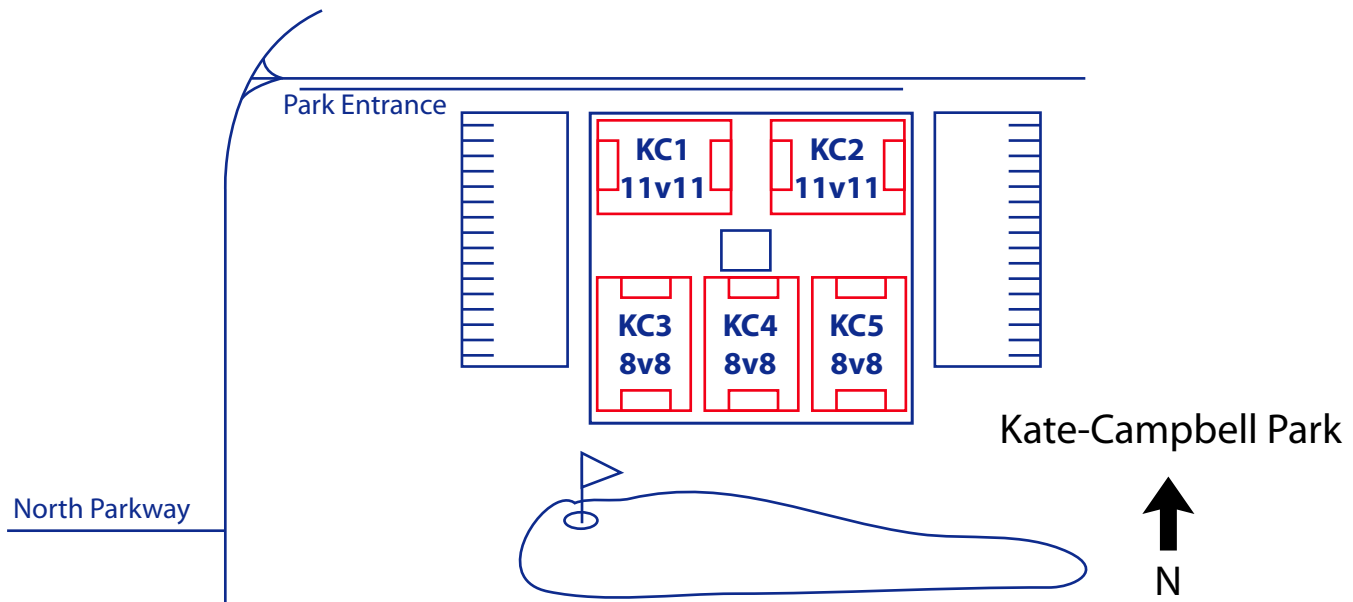 Park Entrance
KC1
11v11
KC2
11v11
KC3
8v8
KC4
8v8
KC5
8v8
Kate-Campbell Park
North Parkway
N